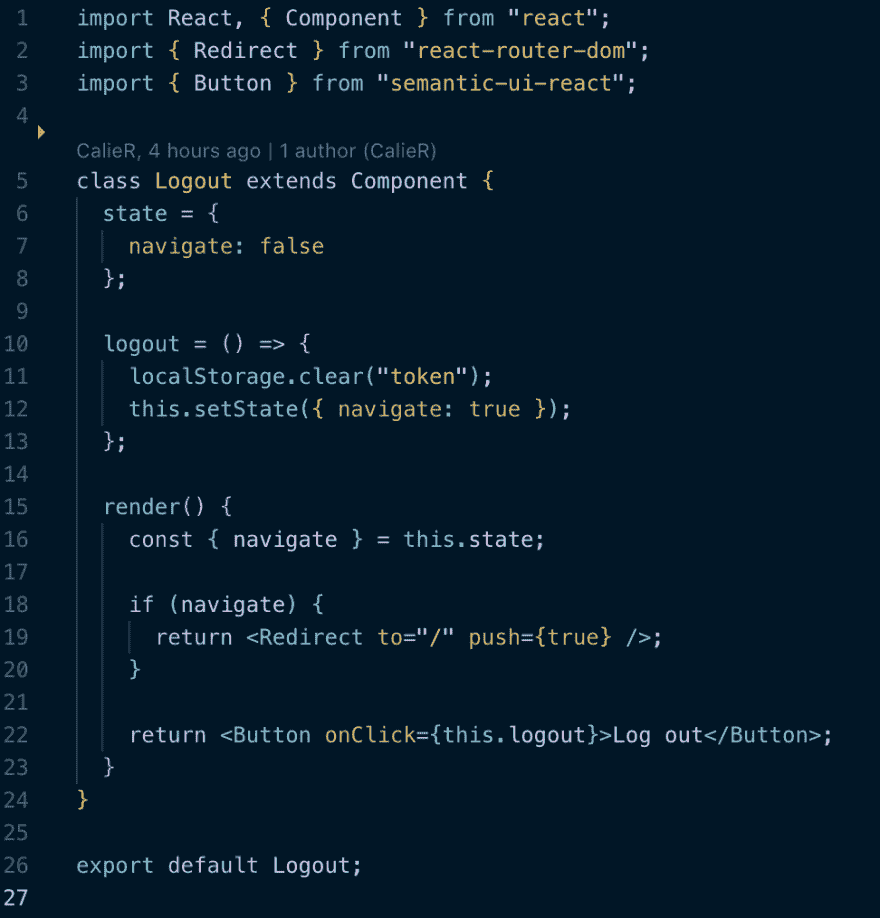 1 import React, { Component } from "react";
2 import { Redirect } from "react-router-dom";
3 import { Button } from "semantic-ui-react";
4
CalieR, 4 hours ago | 1 author (CalieR)
5 class Logout extends Component {
6   state = {
7     navigate: false
8   };
9
10   logout = () => {
11     localStorage.clear("token");
12     this.setState({ navigate: true });
13   };
14
15   render() {
16     const { navigate } = this.state;
17
18     if (navigate) {
19       return <Redirect to="/" push={true} />;
20     }
21
22     return <Button onClick={this.logout}>Log out</Button>;
23   }
24 }
25
26 export default Logout;
27